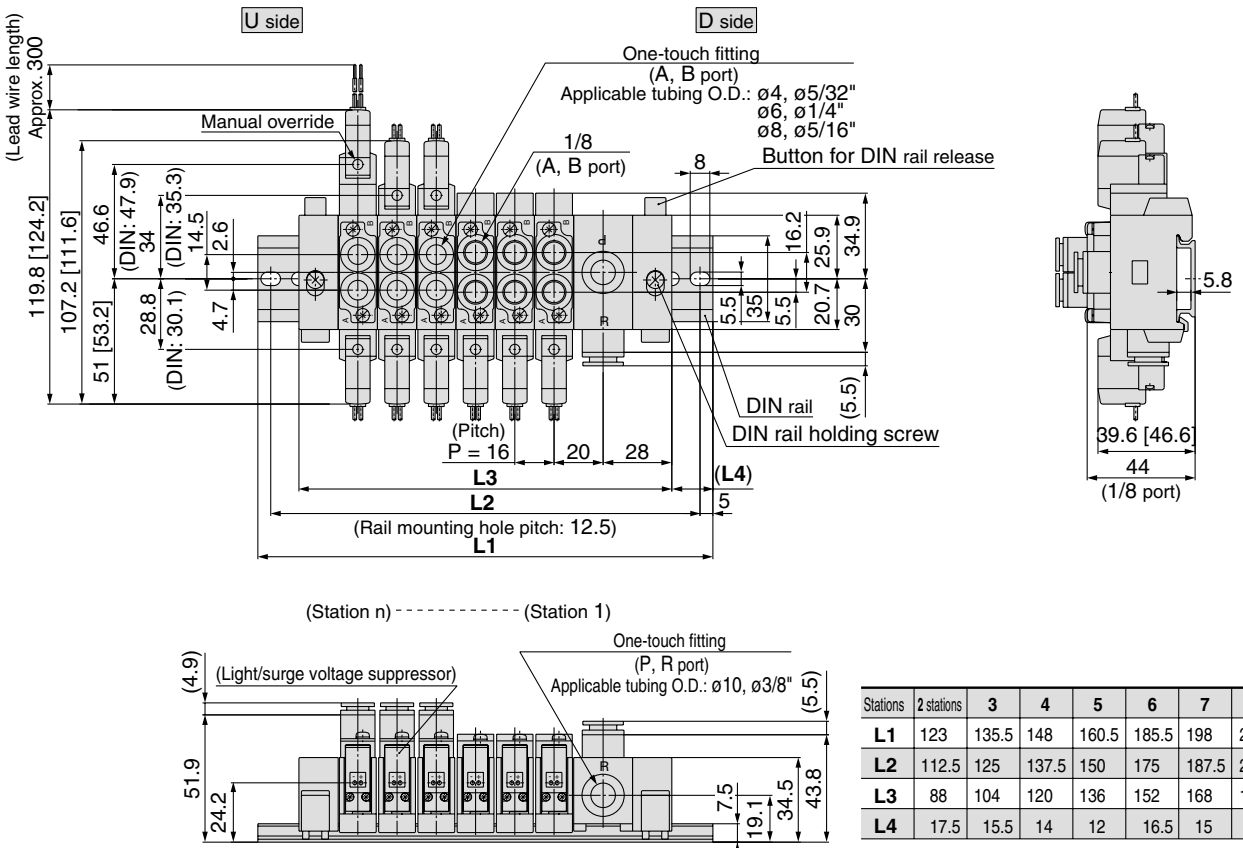 U side
D side
(Lead wire length)
Approx. 300
One-touch fitting
(A, B port)
Applicable tubing O.D.: ø4, ø5/32"
ø6, ø1/4"
ø8, ø5/16"
Manual override
1/8
(A, B port)
Button for DIN rail release
8
119.8 [124.2]
107.2 [111.6]
46.6
(DIN: 47.9)
34
(DIN: 35.3)
14.5
2.6
51 [53.2]
28.8
(DIN: 30.1)
4.7
B
B
B
B
B
B
A
A
A
A
A
A
P
R
16.2
25.9
34.9
5.5
35
5.5
20.7
30
(5.5)
5.8
DIN rail
DIN rail holding screw
(Pitch)
P = 16
20
28
L3
(L4)
L2
5
(Rail mounting hole pitch: 12.5)
L1
39.6 [46.6]
44
(1/8 port)
(Station n) (Station 1)
One-touch fitting
(P, R port)
Applicable tubing O.D.: ø10, ø3/8"
(4.9)
(Light/surge voltage suppressor)
(5.5)
51.9
24.2
R
7.5
19.1
34.5
43.8
Stations 2 stations 3 4 5 6 7
L1 123 135.5 148 160.5 185.5 198
L2 112.5 125 137.5 150 175 187.5
L3 88 104 120 136 152 168
L4 17.5 15.5 14 12 16.5 15